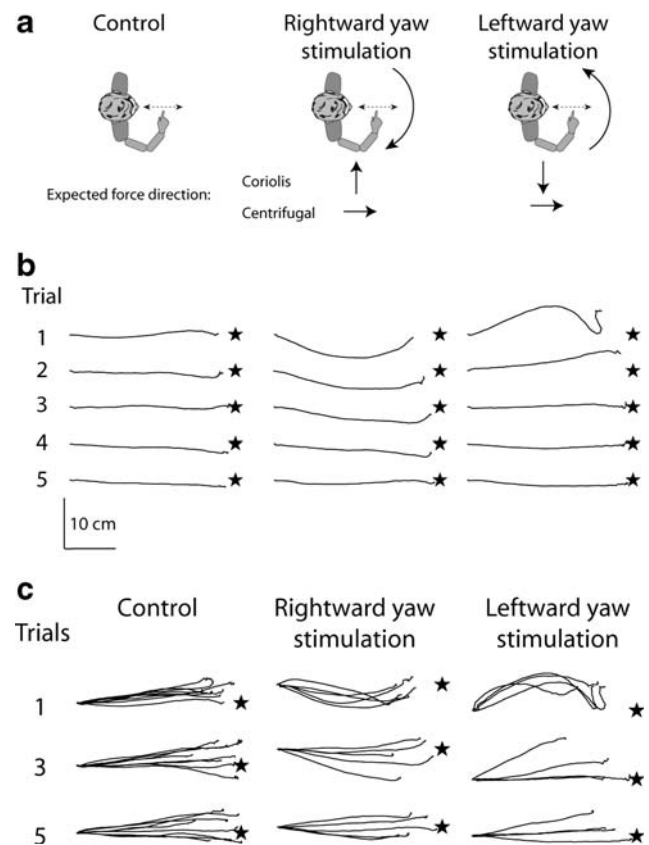 a
Control
Rightward yaw
stimulation
Leftward yaw
stimulation
Expected force direction:
Coriolis
Centrifugal
b
Trial
1
2
3
4
5
10 cm
c
Trials
Control
Rightward yaw
stimulation
Leftward yaw
stimulation
1
3
5